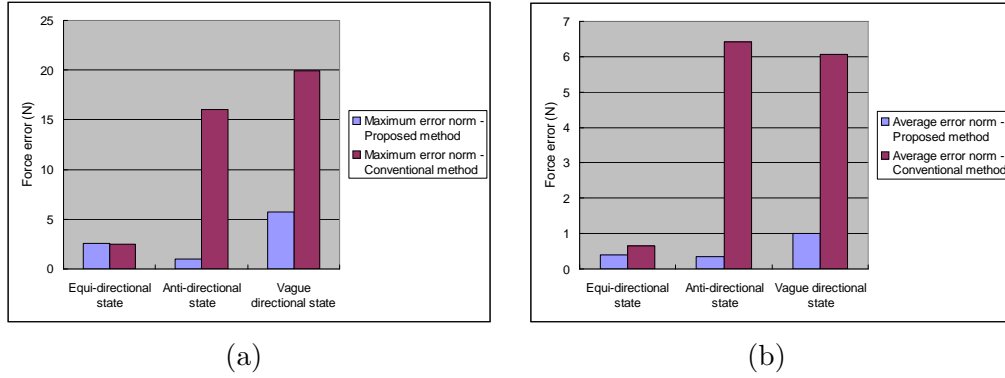 25
20
15
10
5
0
Force error (N)
Equi-directional
state
Anti-directional
state
Vague
directional state
Maximum error norm -
Proposed method
Maximum error norm -
Conventional method
(a)
7
6
5
4
3
2
1
0
Force error (N)
Equi-directional
state
Anti-directional
state
Vague directional
state
Average error norm -
Proposed method
Average error norm -
Conventional method
(b)